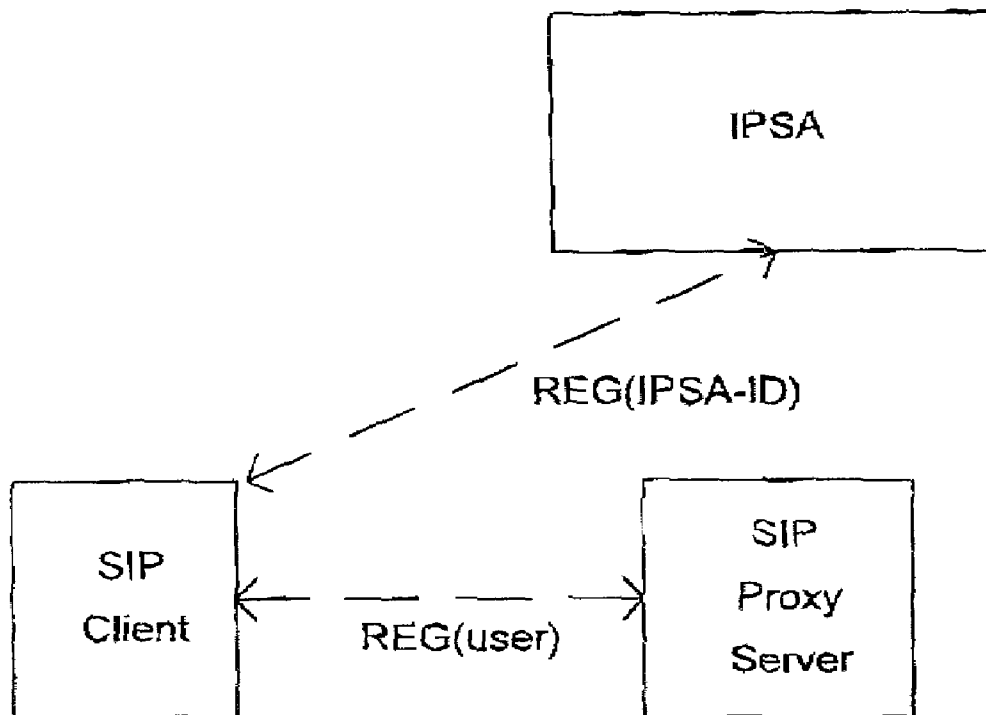 IPSA
REG(IPSA-ID)
SIP
Client
REG(user)
SIP
Proxy
Server